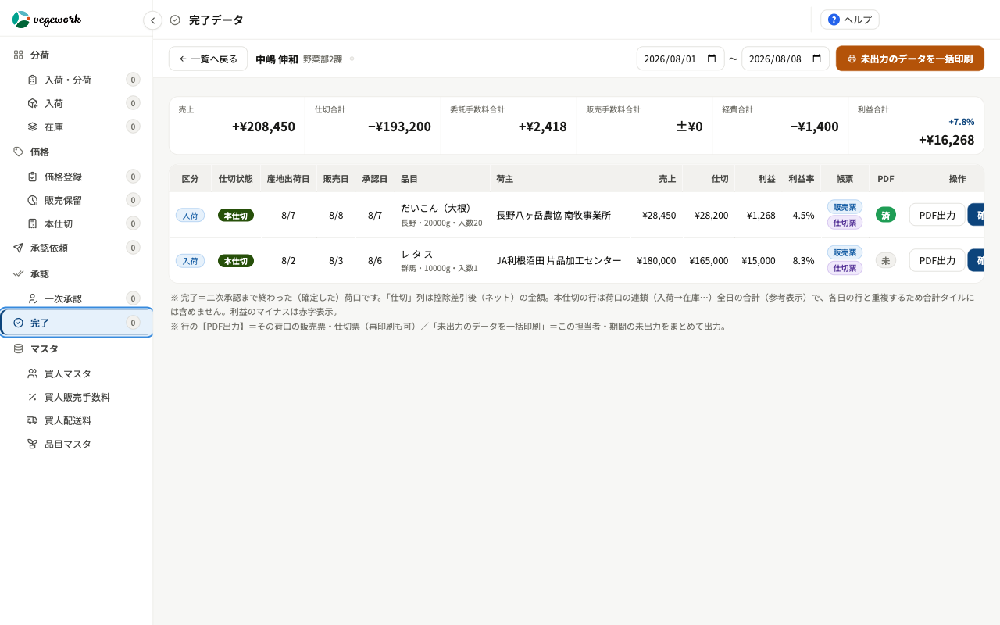 vegework
完了データ
? ヘルプ
分荷
入荷・分荷 0
入荷 0
在庫 0
価格
価格登録 0
販売保留 0
本仕切 0
承認依頼 0
承認
一次承認 0
完了 0
マスタ
買人マスタ
買人販売手数料
買人配送料
品目マスタ
← 一覧へ戻る 中嶋 伸和 野菜部2課 2026/08/01 〜 2026/08/08 未出力のデータを一括印刷
売上 仕切合計 委託手数料合計 販売手数料合計 経費合計 利益合計
+7.8%
+¥208,450 −¥193,200 +¥2,418 ±¥0 −¥1,400 +¥16,268
区分 仕切状態 産地出荷日 販売日 承認日 品目 荷主 売上 仕切 利益 利益率 帳票 PDF 操作
入荷 本仕切 8/7 8/8 8/7 だいこん（大根） 長野八ヶ岳農協 南牧事業所 ¥28,450 ¥28,200 ¥1,268 4.5% 販売票 済 PDF出力
長野・20000g・入数20 仕切票
入荷 本仕切 8/2 8/3 8/6 レタス JA利根沼田 片品加工センター ¥180,000 ¥165,000 ¥15,000 8.3% 販売票 未 PDF出力
群馬・10000g・入数1 仕切票
※ 完了＝二次承認まで終わった（確定した）荷口です。「仕切」列は控除差引後（ネット）の金額。本仕切の行は荷口の連鎖（入荷→在庫…）全日の合計（参考表示）で、各日の行と重複するため合計タイルに
は含めません。利益のマイナスは赤字表示。
※ 行の【PDF出力】＝その荷口の販売票・仕切票（再印刷も可）／「未出力のデータを一括印刷」＝この担当者・期間の未出力をまとめて出力。